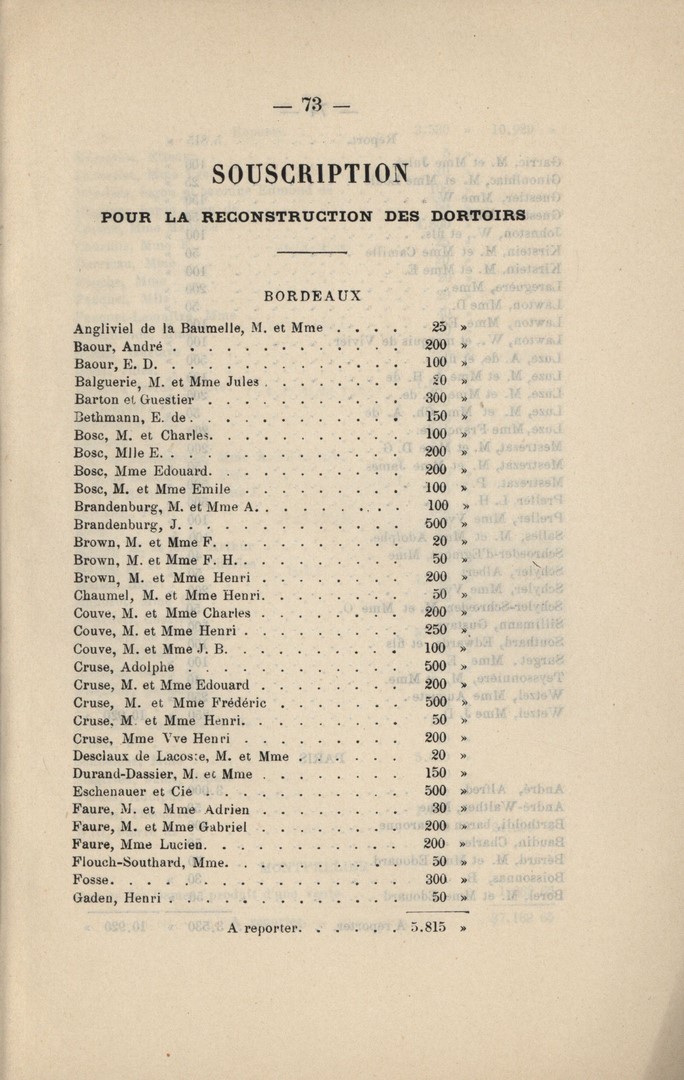 — 73 —
SOUSCRIPTION
POUR LA RECONSTRUCTION DES DORTOIRS
BORDEAUX
Angliviel de la Baumelle, M. et Mme . . . . 25 »
Baour, André . . . . . . . . . . . . 200 »
Baour, E. D. . . . . . . . . . . . . 100 »
Balguerie, M. et Mme Jules . . . . . . . . 20 »
Barton et Guestier . . . . . . . . . . . 300 »
Bethmann, E. de . . . . . . . . . . . . 150 »
Bosc, M. et Charles. . . . . . . . . . . 100 »
Bosc, Mlle E. . . . . . . . . . . . . 200 »
Bosc, Mme Edouard. . . . . . . . . . . 200 »
Bosc, M. et Mme Emile . . . . . . . . . 100 »
Brandenburg, M. et Mme A. . . . . . . . . 100 »
Brandenburg, J. . . . . . . . . . . . . 500 »
Brown, M. et Mme F. . . . . . . . . . . 20 »
Brown, M. et Mme F. H. . . . . . . . . . 50 »
Brown, M. et Mme Henri . . . . . . . . 200 »
Chaumel, M. et Mme Henri. . . . . . . . 50 »
Couve, M. et Mme Charles . . . . . . . . 200 »
Couve, M. et Mme Henri . . . . . . . . . 250 »
Couve, M. et Mme J. B. . . . . . . . . . 100 »
Cruse, Adolphe . . . . . . . . . . . . 500 »
Cruse, M. et Mme Edouard . . . . . . . . 200 »
Cruse, M. et Mme Frédéric . . . . . . . . 500 »
Cruse, M. et Mme Henri. . . . . . . . . 50 »
Cruse, Mme Vve Henri . . . . . . . . . 200 »
Desclaux de Lacoste, M. et Mme . . . . . . 20 »
Durand-Dassier, M. et Mme . . . . . . . . 150 »
Eschenauer et Cie . . . . . . . . . . . 500 »
Faure, M. et Mme Adrien . . . . . . . . 30 »
Faure, M. et Mme Gabriel . . . . . . . . 200 »
Faure, Mme Lucien. . . . . . . . . . . 200 »
Flouch-Southard, Mme. . . . . . . . . . 50 »
Fosse. . . . . . . . . . . . . . . 300 »
Gaden, Henri . . . . . . . . . . . . 50 »
A reporter. . . . . . 5.815 »